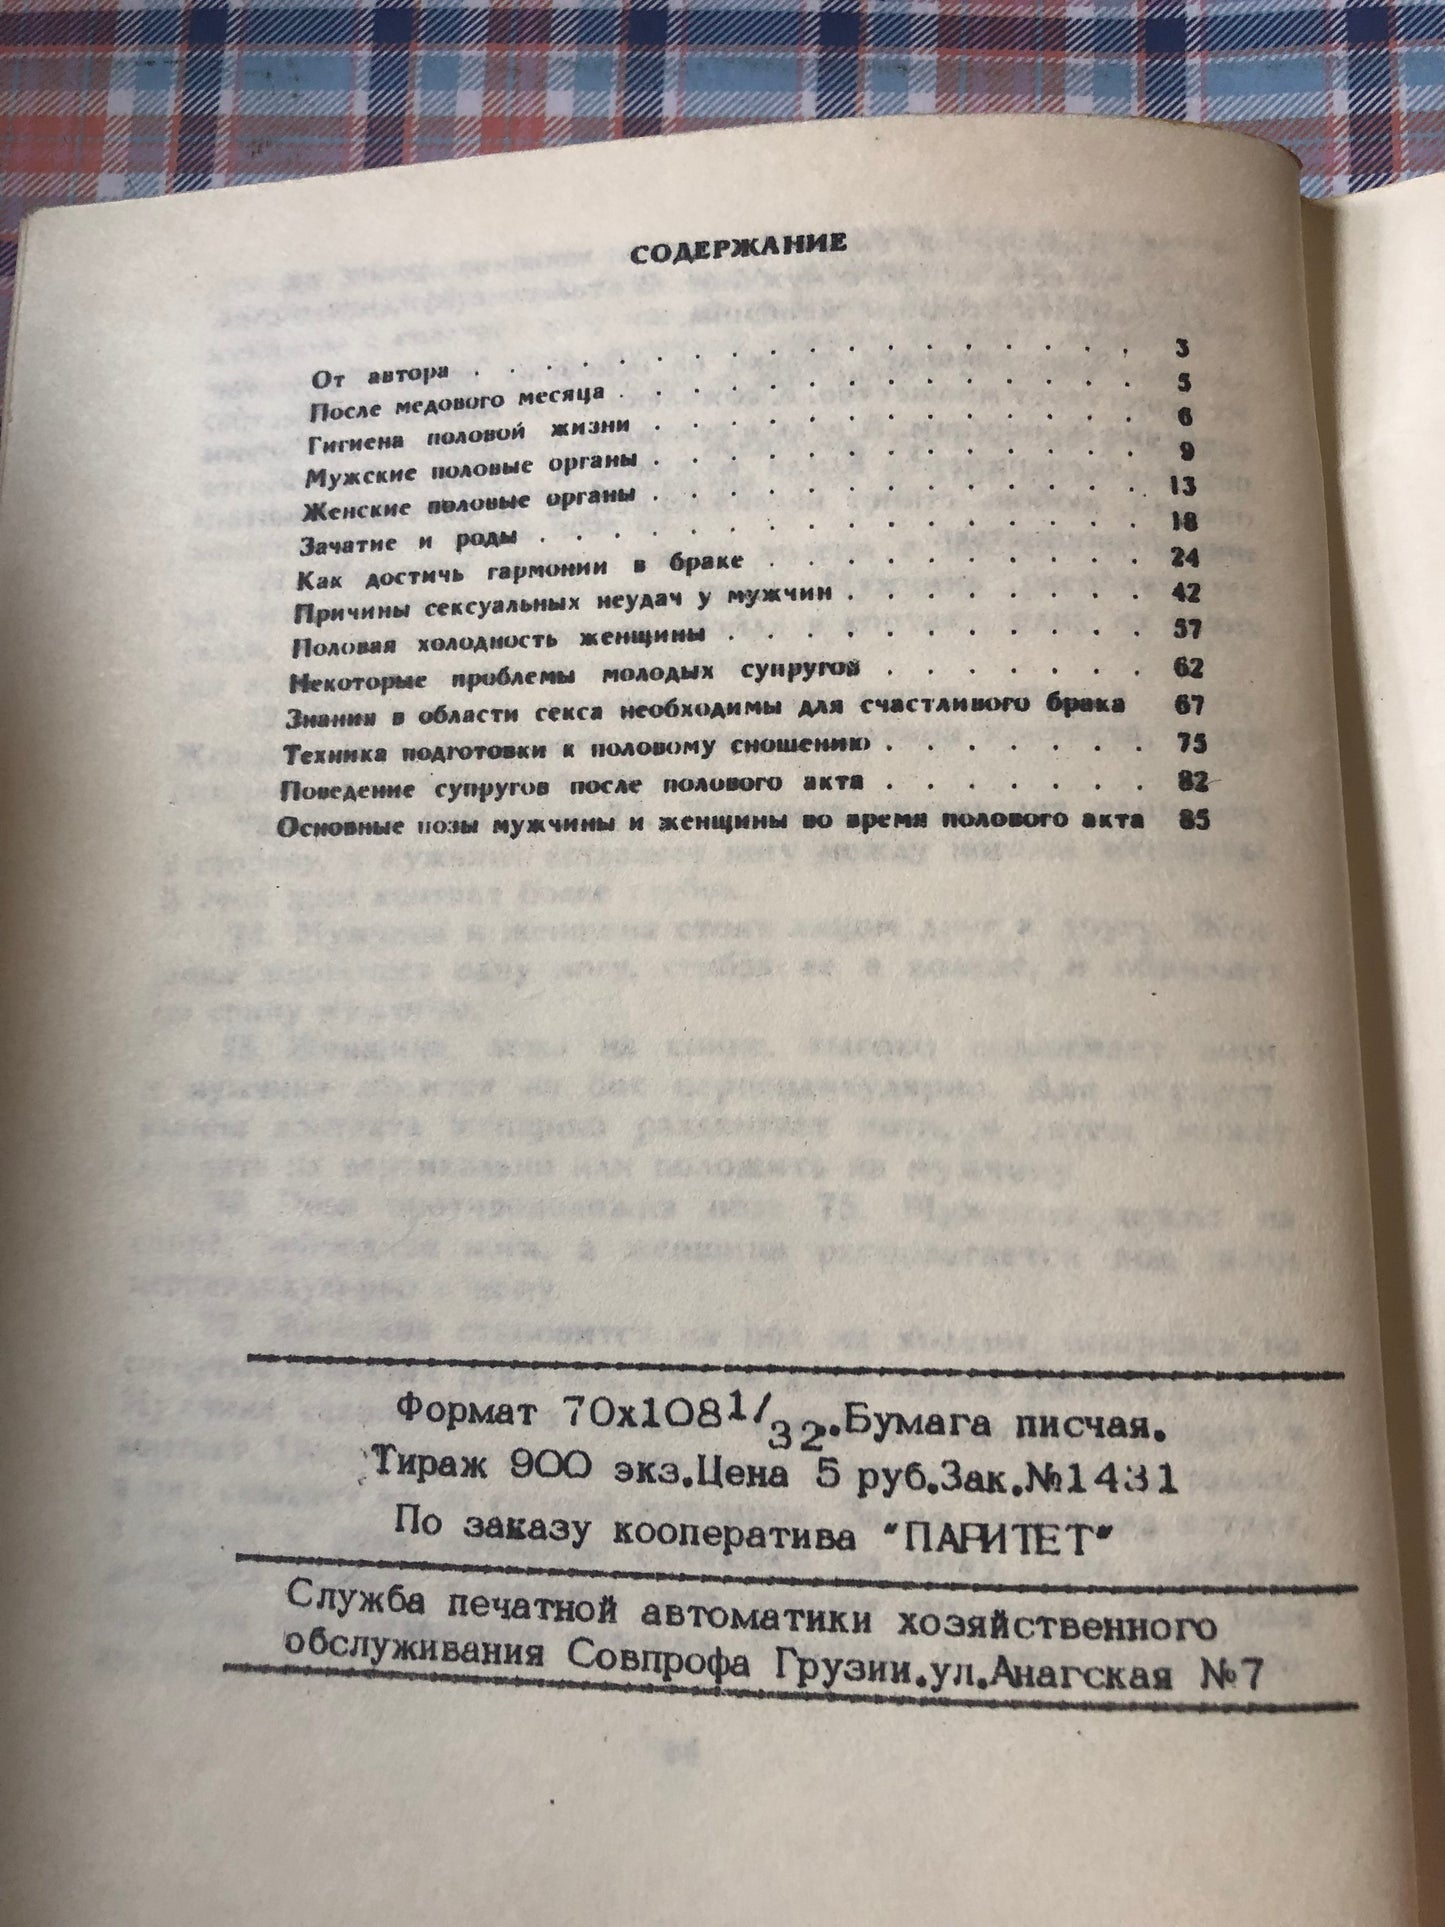 СОДЕРЖАНИЕ
От автора . . . . . . . . . . . . . . . . . . 3
После медового месяца . . . . . . . . . . . . . . 5
Гигиена половой жизни . . . . . . . . . . . . . 6
Мужские половые органы . . . . . . . . . . . . . 9
Женские половые органы . . . . . . . . . . . . . 13
Зачатие и роды . . . . . . . . . . . . . . . . 18
Как достичь гармонии в браке . . . . . . . . . . 24
Причины сексуальных неудач у мужчин . . . . . . . . 42
Половая холодность женщины . . . . . . . . . . . 57
Некоторые проблемы молодых супругой . . . . . . . 62
Знания в области секса необходимы для счастливого брака 67
Техника подготовки к половому сношению . . . . . . . 75
Поведение супругов после полового акта . . . . . . . 82
Основные позы мужчины и женщины во время полового акта 85
Формат 70х108 1/32.Бумага писчая.
Тираж 900 экз.Цена 5 руб.Зак.№1431
По заказу кооператива "ПАРИТЕТ"
Служба печатной автоматики хозяйственного
обслуживания Совпрофа Грузии.ул.Анагская №7